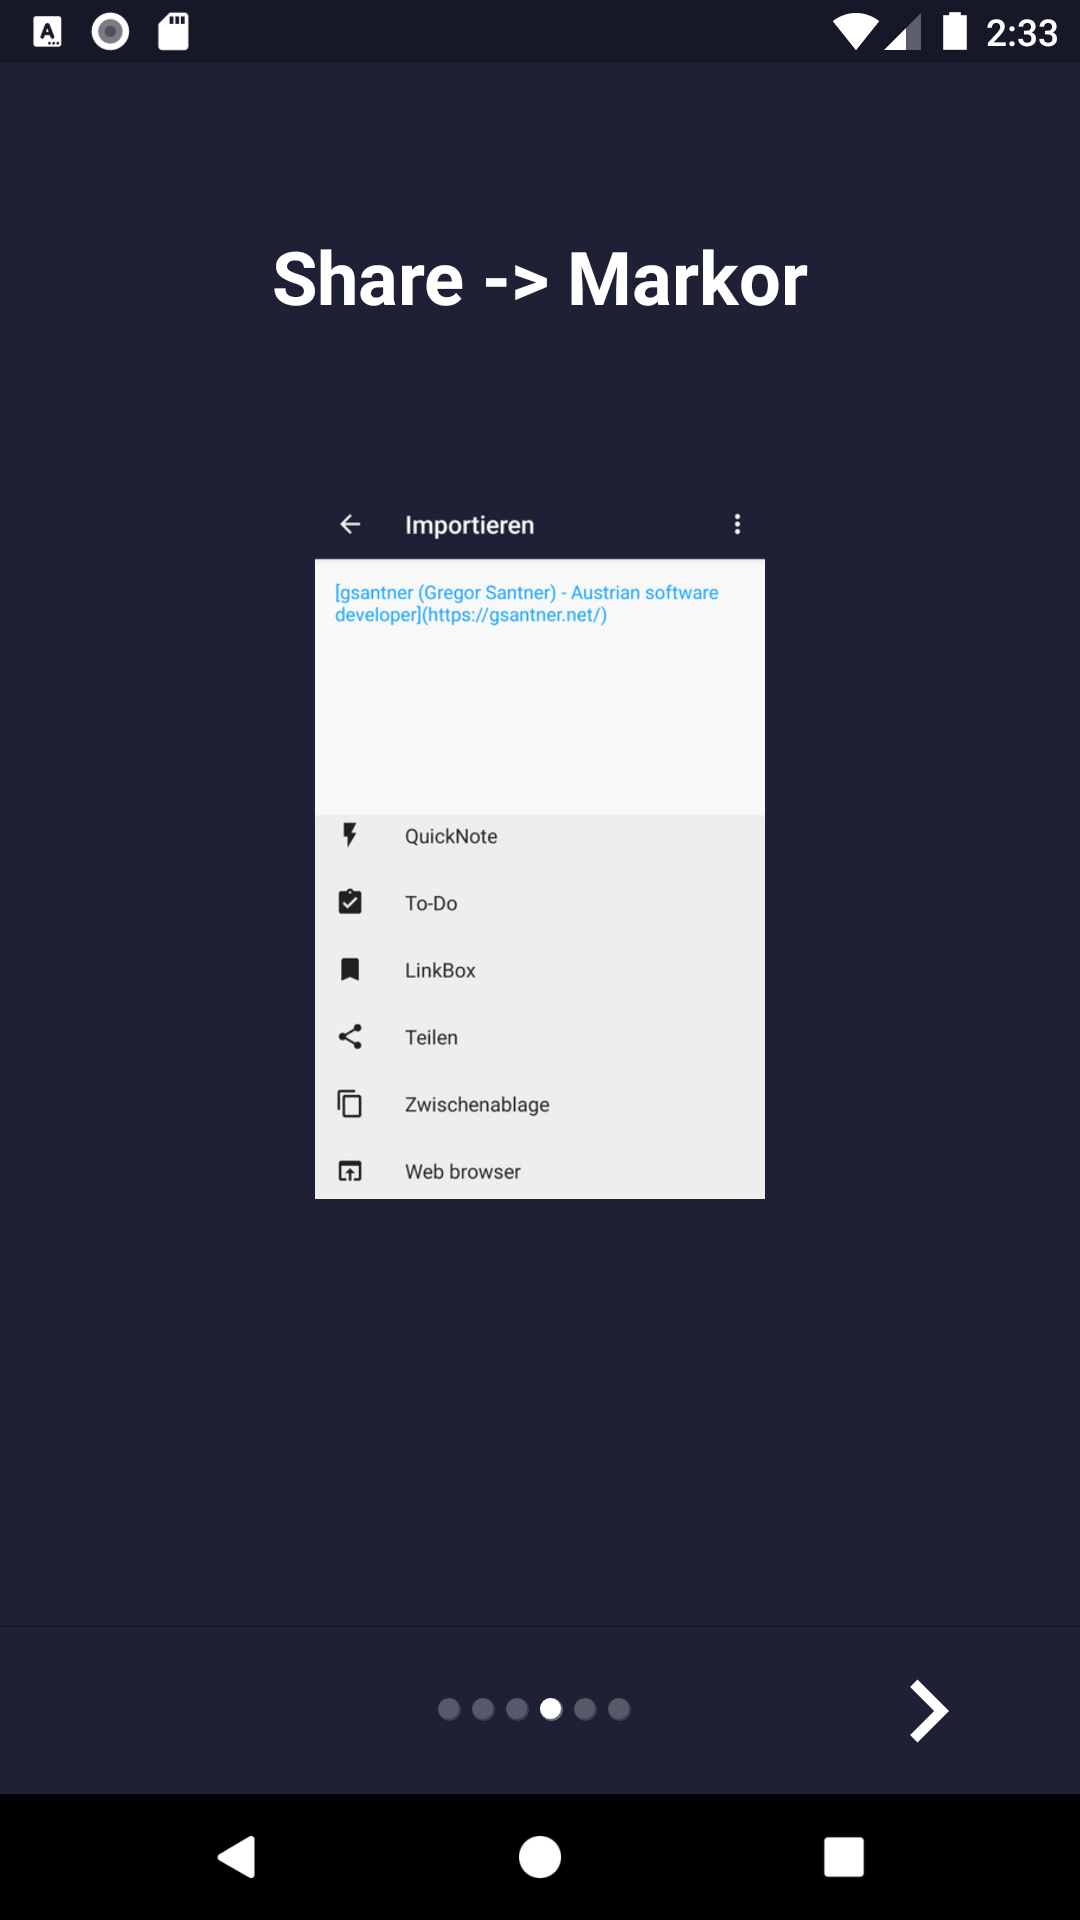 2:33
Share -> Markor
Importieren
[gsantner (Gregor Santner) - Austrian software
developer](https://gsantner.net/)
QuickNote
To-Do
LinkBox
Teilen
Zwischenablage
Web browser